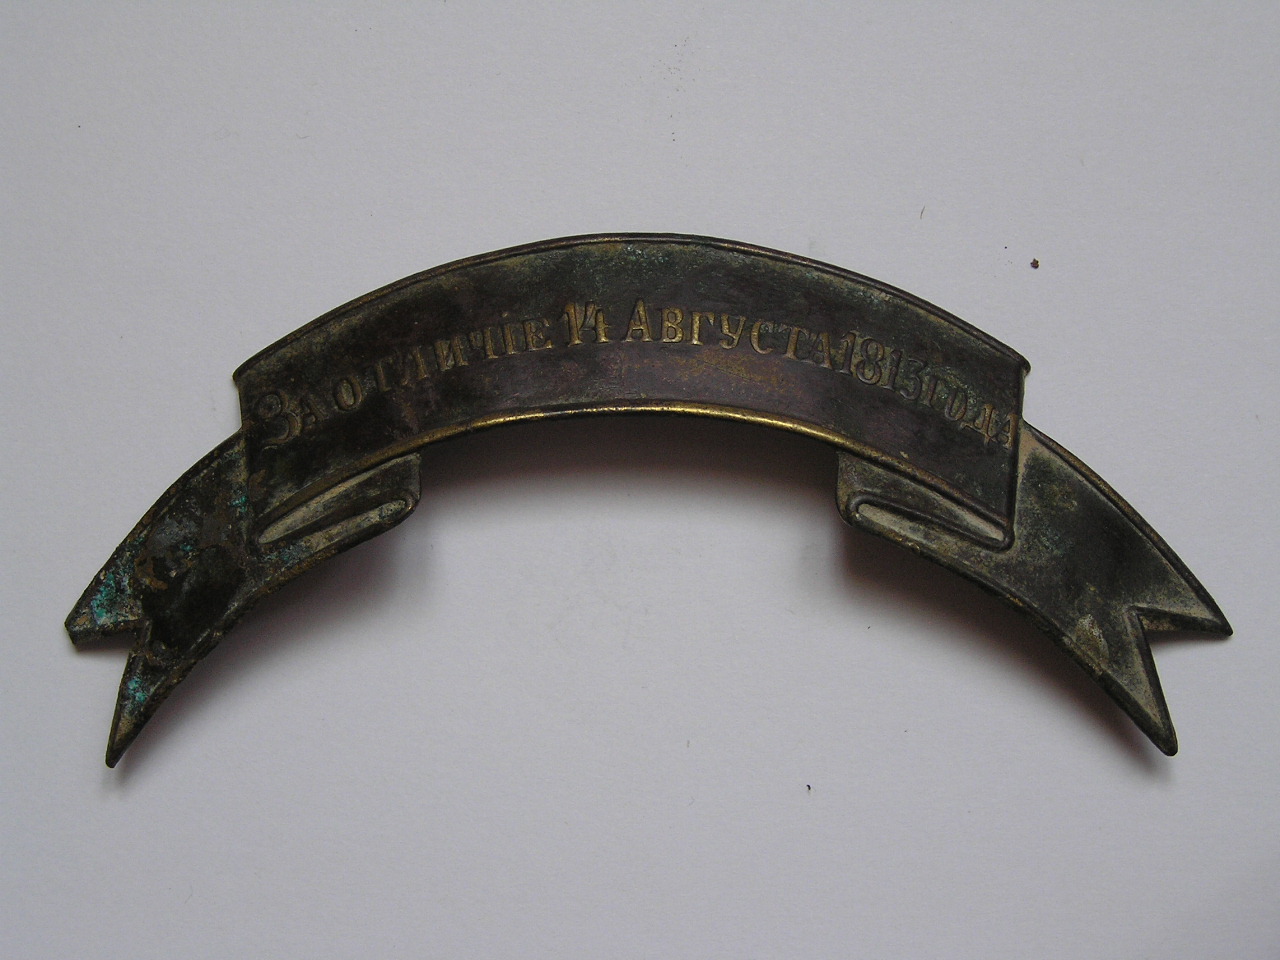 За отличіе 14 Августа 1813 года